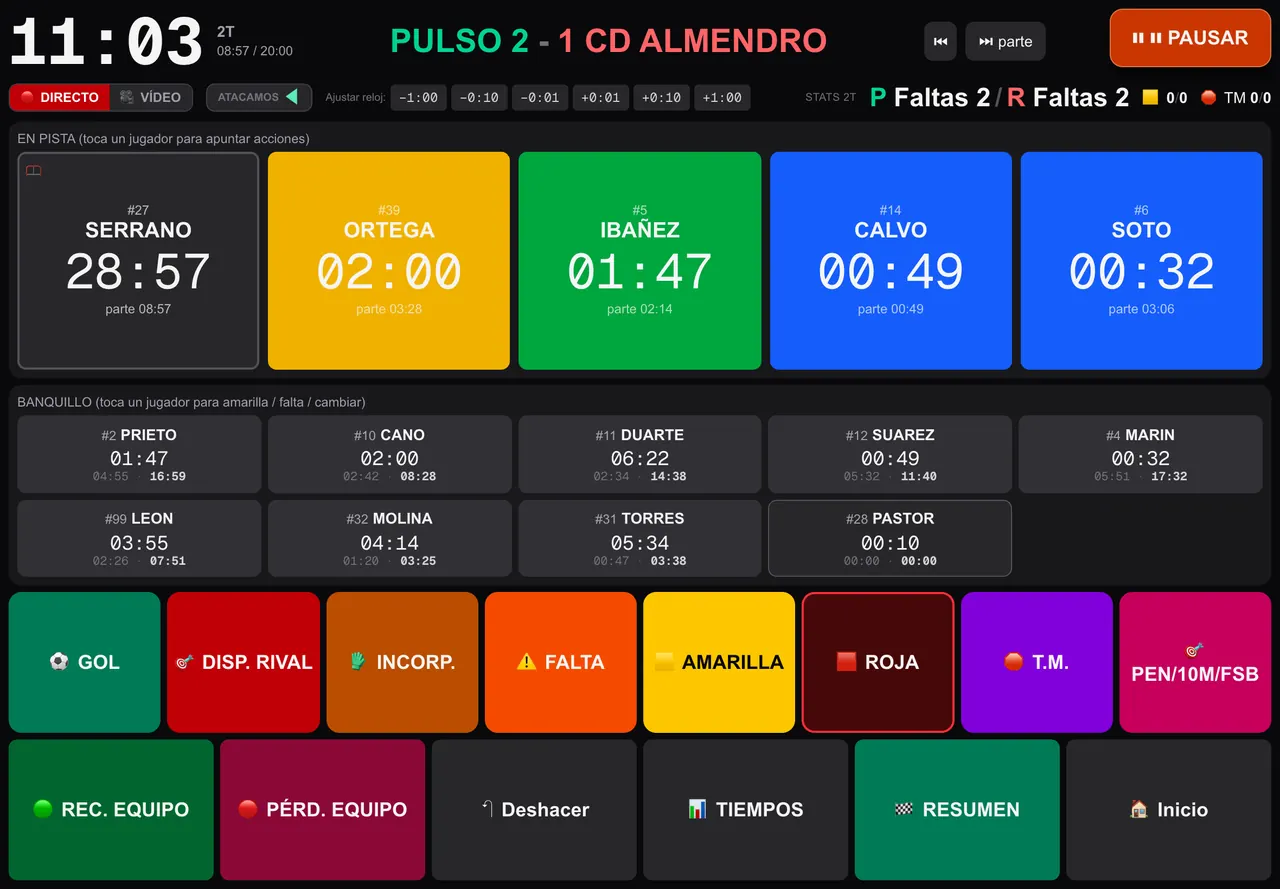 11:03
2T
08:57 / 20:00
PULSO 2 - 1 CD ALMENDRO
parte
PAUSAR
DIRECTO
VÍDEO
ATACAMOS
Ajustar reloj:
-1:00
-0:10
-0:01
+0:01
+0:10
+1:00
STATS 2T
P Faltas 2 / R Faltas 2
0/0
TM 0/0
EN PISTA (toca un jugador para apuntar acciones)
#27
SERRANO
28:57
parte 08:57
#39
ORTEGA
02:00
parte 03:28
#5
IBAÑEZ
01:47
parte 02:14
#14
CALVO
00:49
parte 00:49
#6
SOTO
00:32
parte 03:06
BANQUILLO (toca un jugador para amarilla / falta / cambiar)
#2 PRIETO
01:47
04:55 · 16:59
#10 CANO
02:00
02:42 · 08:28
#11 DUARTE
06:22
02:34 · 14:38
#12 SUAREZ
00:49
05:32 · 11:40
#4 MARIN
00:32
05:51 · 17:32
#99 LEON
03:55
02:26 · 07:51
#32 MOLINA
04:14
01:20 · 03:25
#31 TORRES
05:34
00:47 · 03:38
#28 PASTOR
00:10
00:00 · 00:00
GOL
DISP. RIVAL
INCORP.
FALTA
AMARILLA
ROJA
T.M.
PEN/10M/FSB
REC. EQUIPO
PÉRD. EQUIPO
Deshacer
TIEMPOS
RESUMEN
Inicio